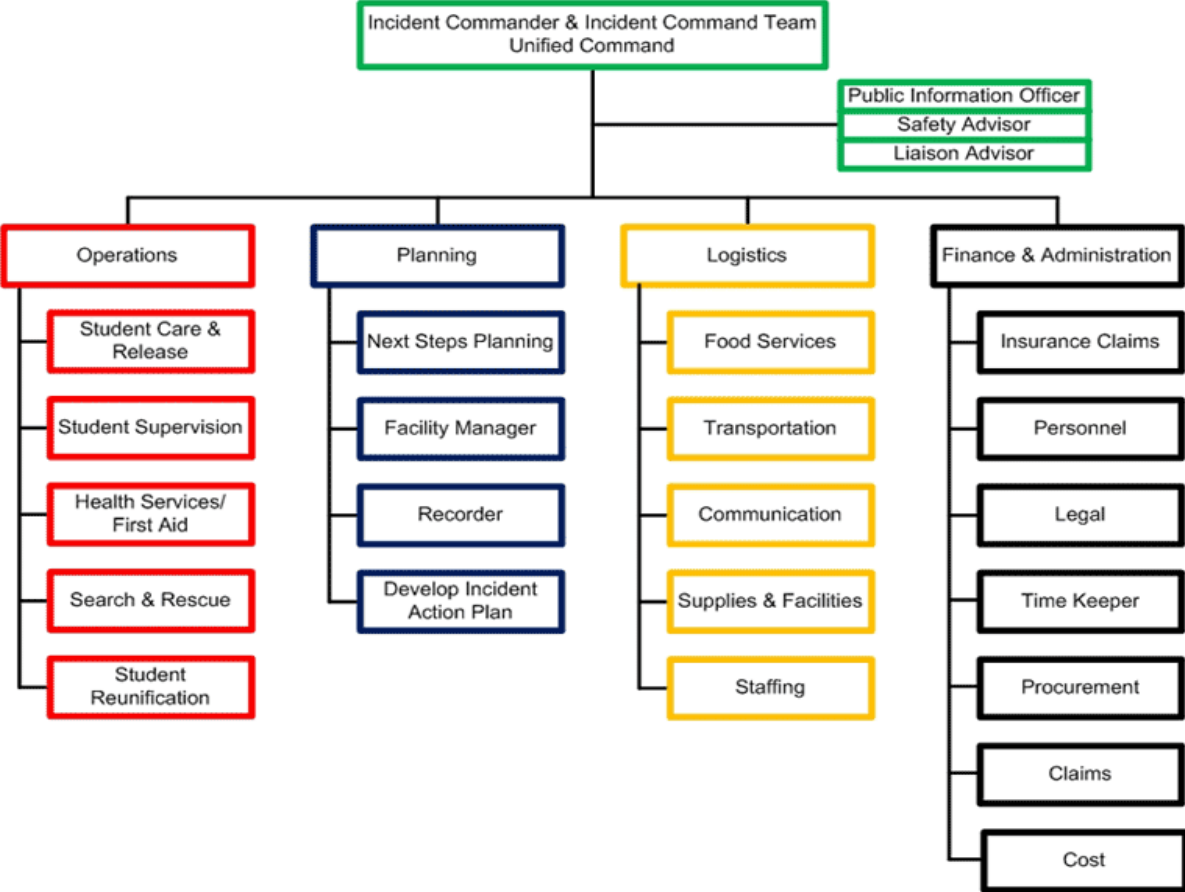 Incident Commander & Incident Command Team
Unified Command
Public Information Officer
Safety Advisor
Liaison Advisor
Operations
Planning
Logistics
Finance & Administration
Student Care &
Release
Student Supervision
Health Services/
First Aid
Search & Rescue
Student
Reunification
Next Steps Planning
Facility Manager
Recorder
Develop Incident
Action Plan
Food Services
Transportation
Communication
Supplies & Facilities
Staffing
Insurance Claims
Personnel
Legal
Time Keeper
Procurement
Claims
Cost